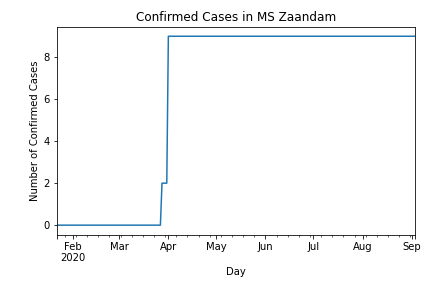 Confirmed Cases in MS Zaandam
Number of Confirmed Cases
8
6
4
2
0
Feb Mar Apr May Jun Jul Aug Sep
2020
Day